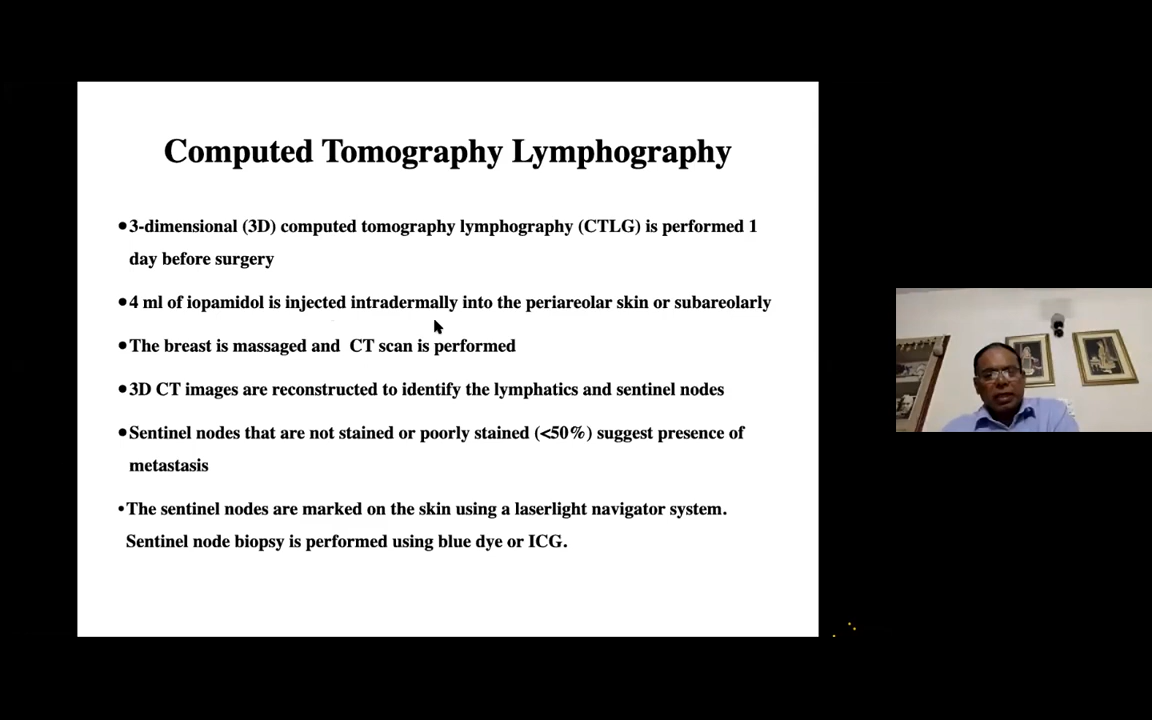 Computed Tomography Lymphography
•3-dimensional (3D) computed tomography lymphography (CTLG) is performed 1
day before surgery
•4 ml of iopamidol is injected intradermally into the periareolar skin or subareolarly
•The breast is massaged and  CT scan is performed
•3D CT images are reconstructed to identify the lymphatics and sentinel nodes
•Sentinel nodes that are not stained or poorly stained (<50%) suggest presence of
metastasis
•The sentinel nodes are marked on the skin using a laserlight navigator system.
Sentinel node biopsy is performed using blue dye or ICG.